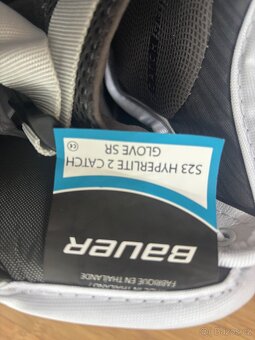 S23 HYPERLITE 2 CATCH
GLOVE SR
BAUER
FABRIQUÉ EN THAÏLANDE